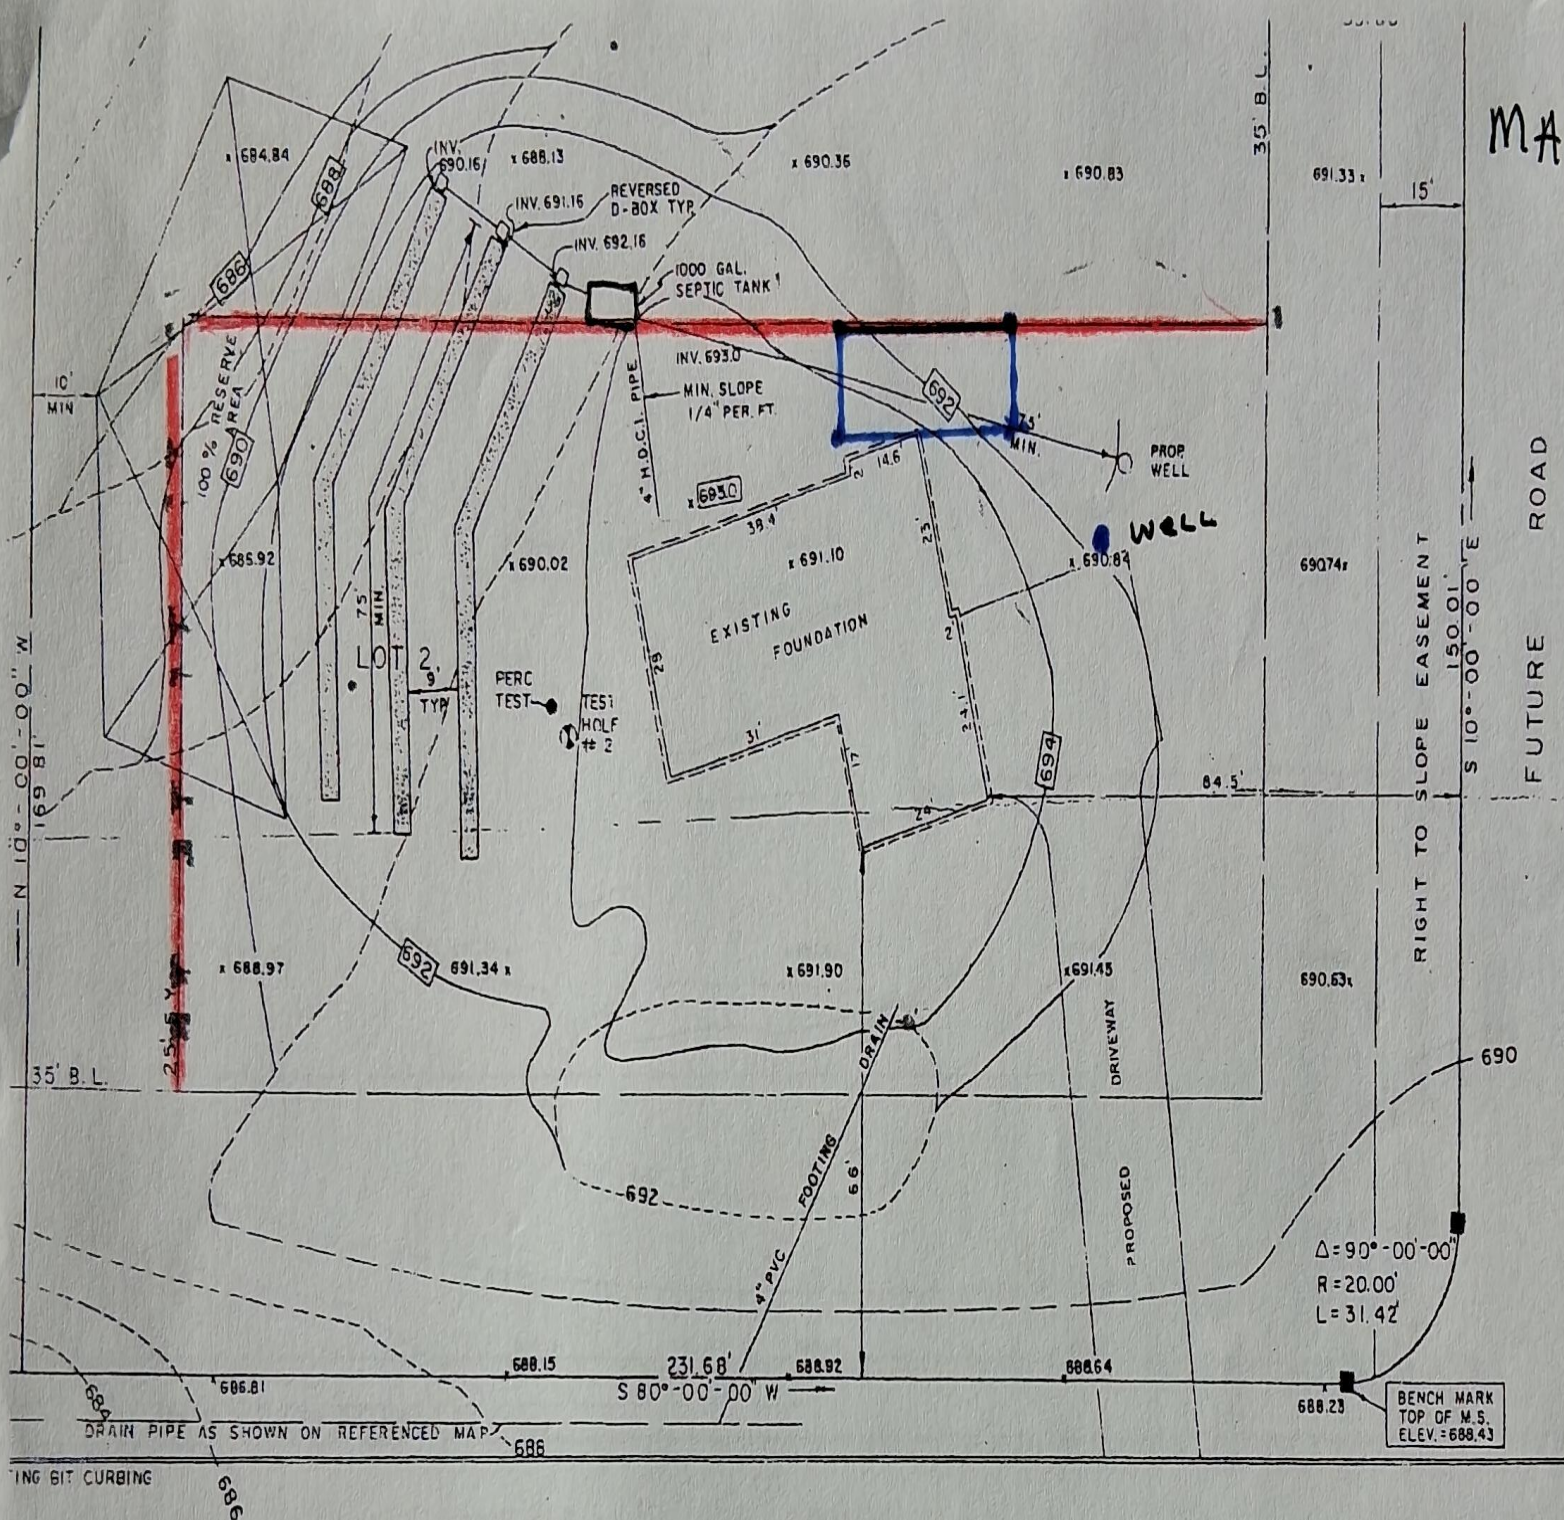 35' B.L.
MA
INV.
690.16
x 684.84
x 688.13
x 690.36
x 690.83
691.33 x
15'
688
REVERSED
D-BOX TYP.
INV. 691.16
INV. 692.16
686
1000 GAL.
SEPTIC TANK
INV. 693.0
MIN. SLOPE
1/4" PER. FT.
4" H.D.C.I. PIPE
10'
MIN
100% RESERVE
AREA
690
692
75'
MIN.
PROP.
WELL
14.6
2'
x 693.0
38.4'
WELL
x 685.92
x 690.02
x 691.10
23'
x 690.84
690.74x
EXISTING
FOUNDATION
75'
MIN.
LOT 2
9'
TYP
PERC
TEST
TEST
HOLE
# 2
29'
31'
17'
24'
2'
24.1'
694
84.5'
N 10°-00'-00" W
169.81'
RIGHT TO SLOPE EASEMENT
150.01'
S 10°-00'-00" E
FUTURE ROAD
x 688.97
692
691.34 x
x 691.90
x 691.45
690.63x
25' S.Y.
35' B.L.
4" PVC FOOTING DRAIN
PROPOSED DRIVEWAY
690
692
66'
Δ=90°-00'-00"
R=20.00'
L=31.42'
684
686.81
688.15
231.68'
688.92
688.64
S 80°-00'-00" W
688.23
BENCH MARK
TOP OF M.S.
ELEV.=688.43
DRAIN PIPE AS SHOWN ON REFERENCED MAP
688
BIT CURBING
686